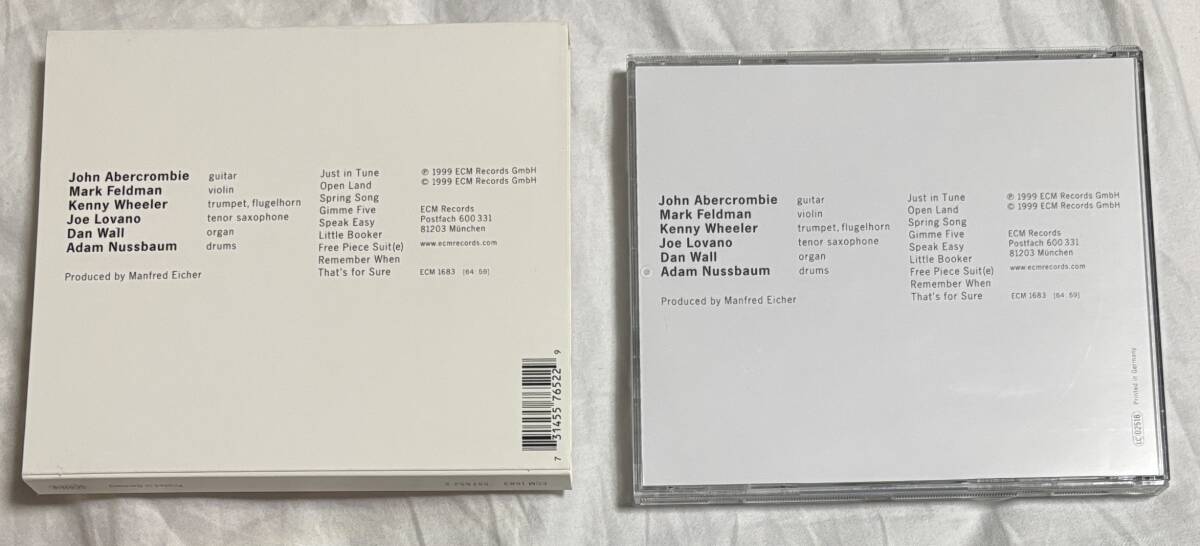 John Abercrombie guitar
Mark Feldman violin
Kenny Wheeler trumpet, flugelhorn
Joe Lovano tenor saxophone
Dan Wall organ
Adam Nussbaum drums
Produced by Manfred Eicher
Just in Tune
Open Land
Spring Song
Gimme Five
Speak Easy
Little Booker
Free Piece Suit(e)
Remember When
That's for Sure
℗ 1999 ECM Records GmbH
© 1999 ECM Records GmbH
ECM Records
Postfach 600 331
81203 München
www.ecmrecords.com
ECM 1683 [64:59]
7 31455 76522 9
Printed in Germany
ECM 1683
John Abercrombie guitar
Mark Feldman violin
Kenny Wheeler trumpet, flugelhorn
Joe Lovano tenor saxophone
Dan Wall organ
Adam Nussbaum drums
Produced by Manfred Eicher
Just in Tune
Open Land
Spring Song
Gimme Five
Speak Easy
Little Booker
Free Piece Suit(e)
Remember When
That's for Sure
℗ 1999 ECM Records GmbH
© 1999 ECM Records GmbH
ECM Records
Postfach 600 331
81203 München
www.ecmrecords.com
ECM 1683 [64:59]
LC 02516 Printed in Germany